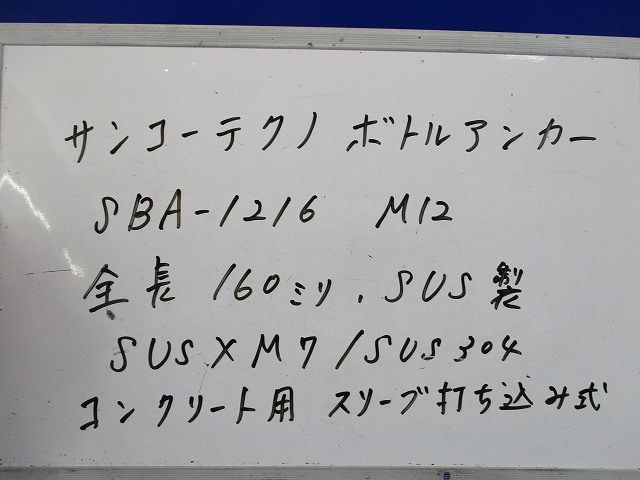 サンコーテクノ ボトルアンカー
SBA-1216 M12
全長 160ミリ、SUS製
SUSXM7/SUS304
コンクリート用 スリーブ打ち込み式